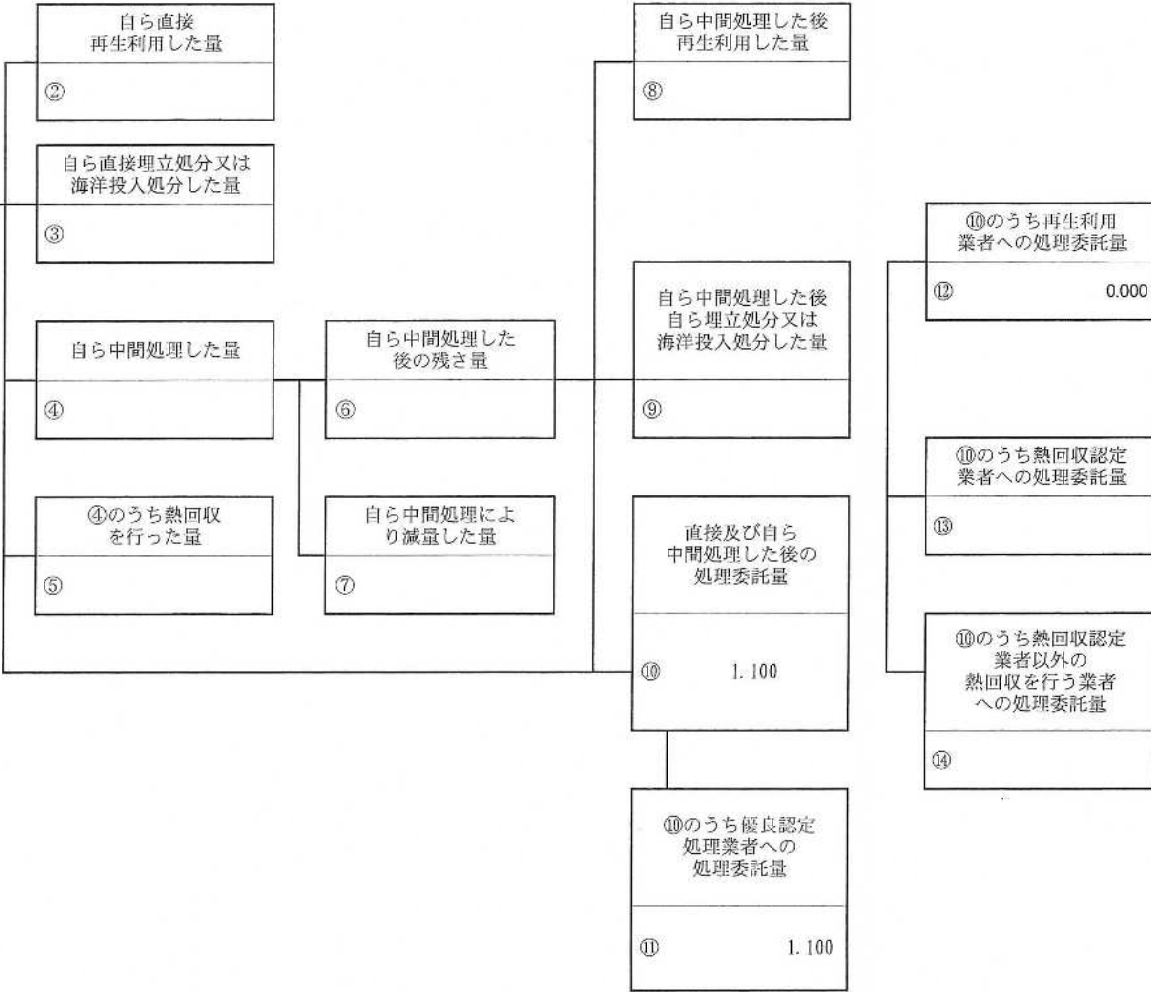 自ら直接
再生利用した量
②
自ら直接埋立処分又は
海洋投入処分した量
③
自ら中間処理した量
④
④のうち熱回収
を行った量
⑤
自ら中間処理した
後の残さ量
⑥
自ら中間処理によ
り減量した量
⑦
自ら中間処理した後
再生利用した量
⑧
自ら中間処理した後
自ら埋立処分又は
海洋投入処分した量
⑨
直接及び自ら
中間処理した後の
処理委託量
⑩ 1.100
⑩のうち優良認定
処理業者への
処理委託量
⑪ 1.100
⑩のうち再生利用
業者への処理委託量
⑫ 0.000
⑩のうち熱回収認定
業者への処理委託量
⑬
⑩のうち熱回収認定
業者以外の
熱回収を行う業者
への処理委託量
⑭